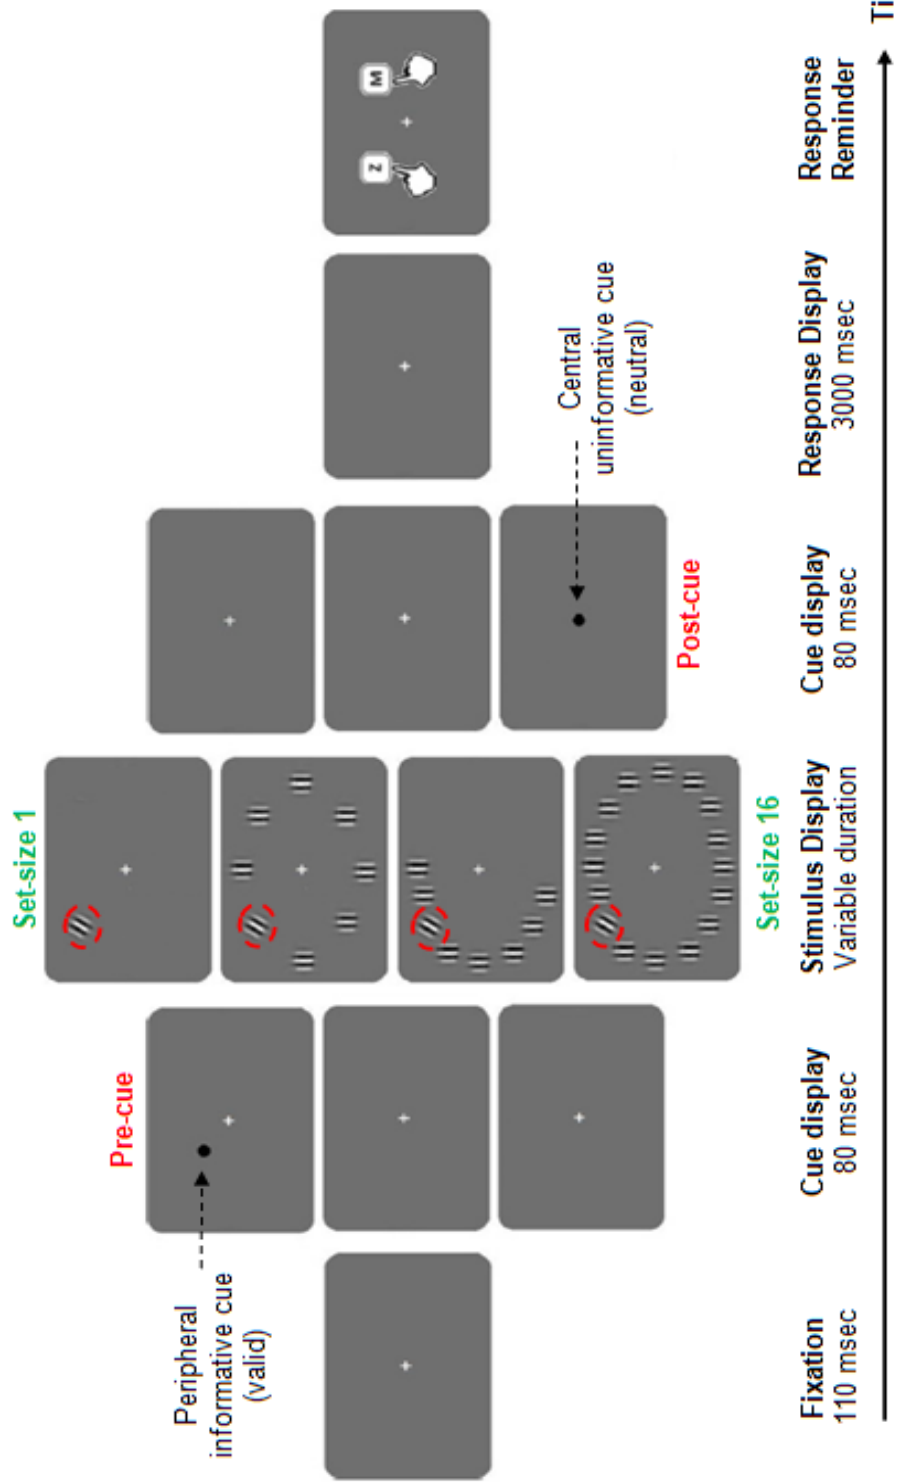 Set-size 1
Pre-cue
Peripheral
informative cue
(valid)
Central
uninformative cue
(neutral)
Z
M
Post-cue
Set-size 16
Fixation
110 msec
Cue display
80 msec
Stimulus Display
Variable duration
Cue display
80 msec
Response Display
3000 msec
Response
Reminder
Ti